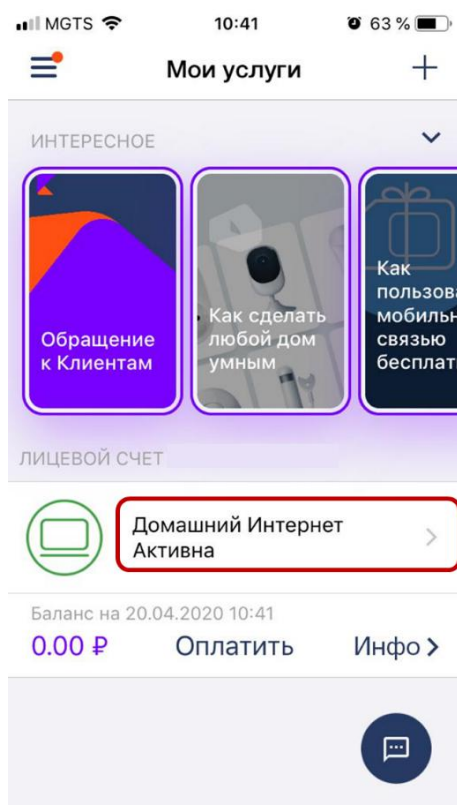 MGTS 10:41 63 %
Мои услуги
ИНТЕРЕСНОЕ
Обращение
к Клиентам
Как сделать
любой дом
умным
Как
пользова
мобильн
связью
бесплат
ЛИЦЕВОЙ СЧЕТ
Домашний Интернет
Активна
Баланс на 20.04.2020 10:41
0.00 ₽ Оплатить Инфо